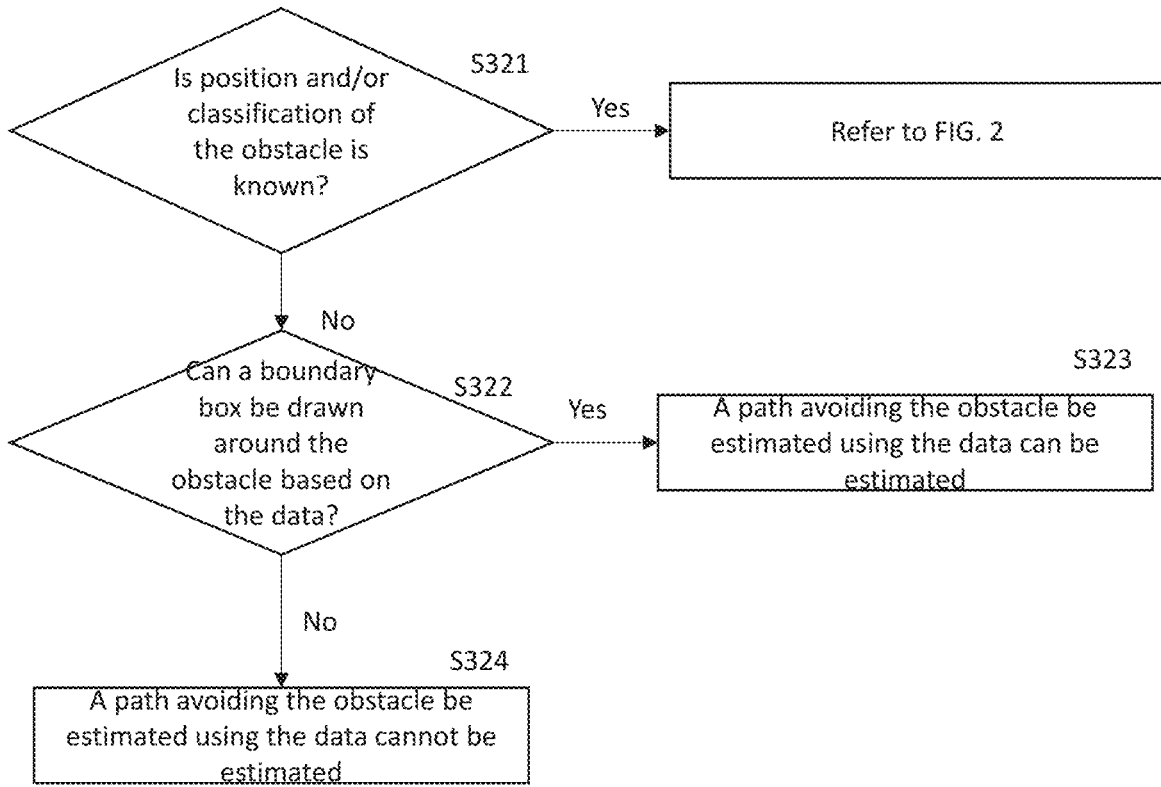 S321
Is position and/or
classification of
the obstacle is
known?
Yes
Refer to FIG. 2
No
S322
Can a boundary
box be drawn
around the
obstacle based on
the data?
Yes
S323
A path avoiding the obstacle be
estimated using the data can be
estimated
No
S324
A path avoiding the obstacle be
estimated using the data cannot be
estimated